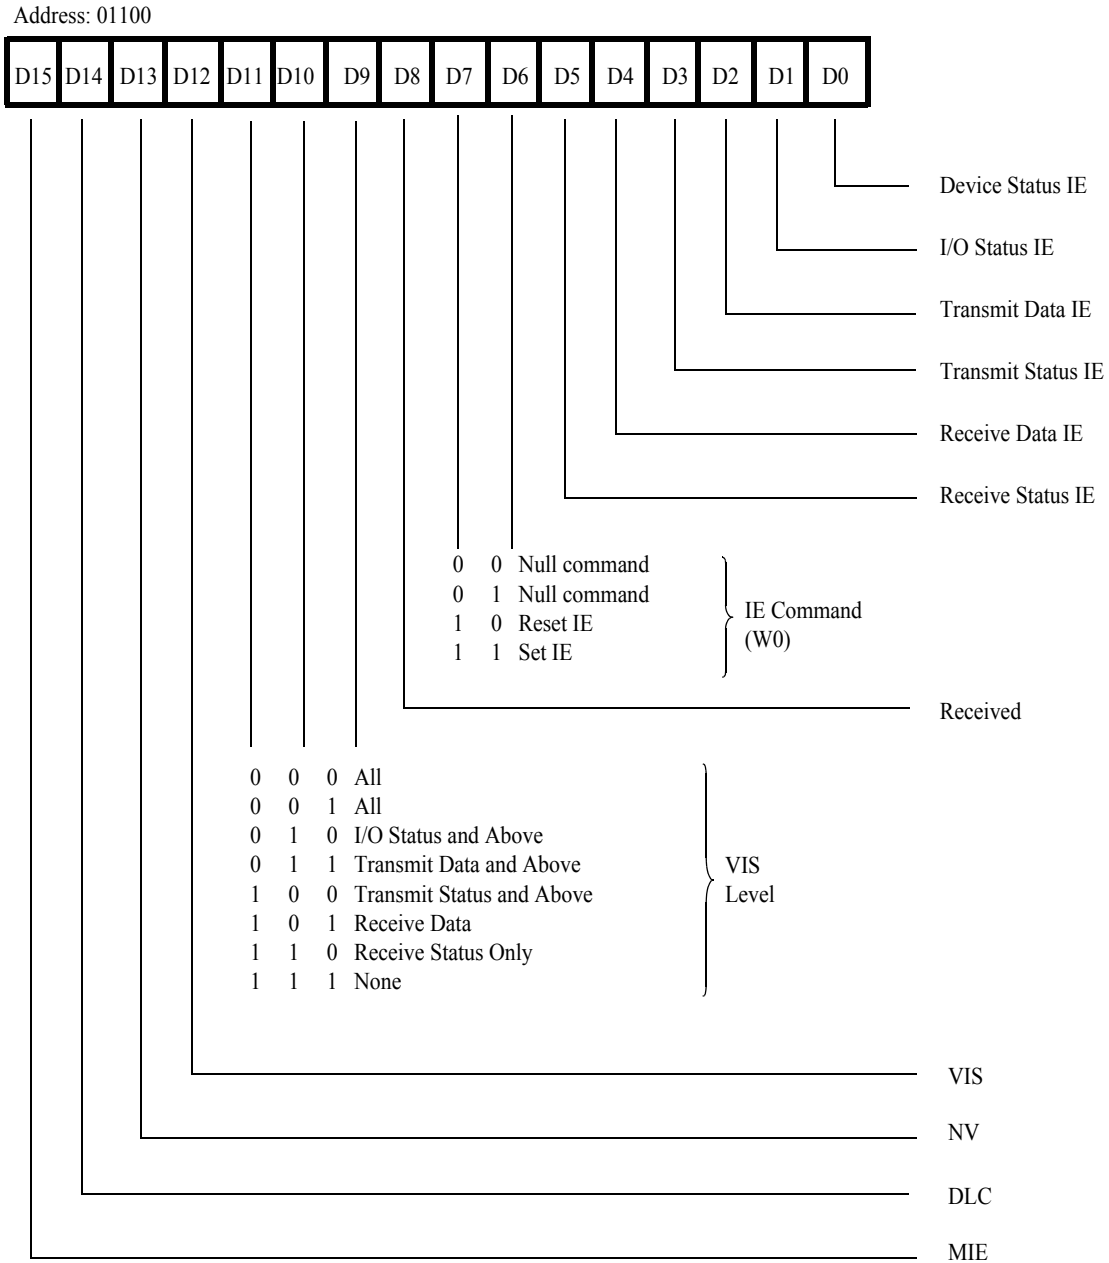 Address: 01100
D15 D14 D13 D12 D11 D10 D9 D8 D7 D6 D5 D4 D3 D2 D1 D0
Device Status IE
I/O Status IE
Transmit Data IE
Transmit Status IE
Receive Data IE
Receive Status IE
0 0 Null command
0 1 Null command
1 0 Reset IE
1 1 Set IE
IE Command
(W0)
Received
0 0 0 All
0 0 1 All
0 1 0 I/O Status and Above
0 1 1 Transmit Data and Above
1 0 0 Transmit Status and Above
1 0 1 Receive Data
1 1 0 Receive Status Only
1 1 1 None
VIS
Level
VIS
NV
DLC
MIE